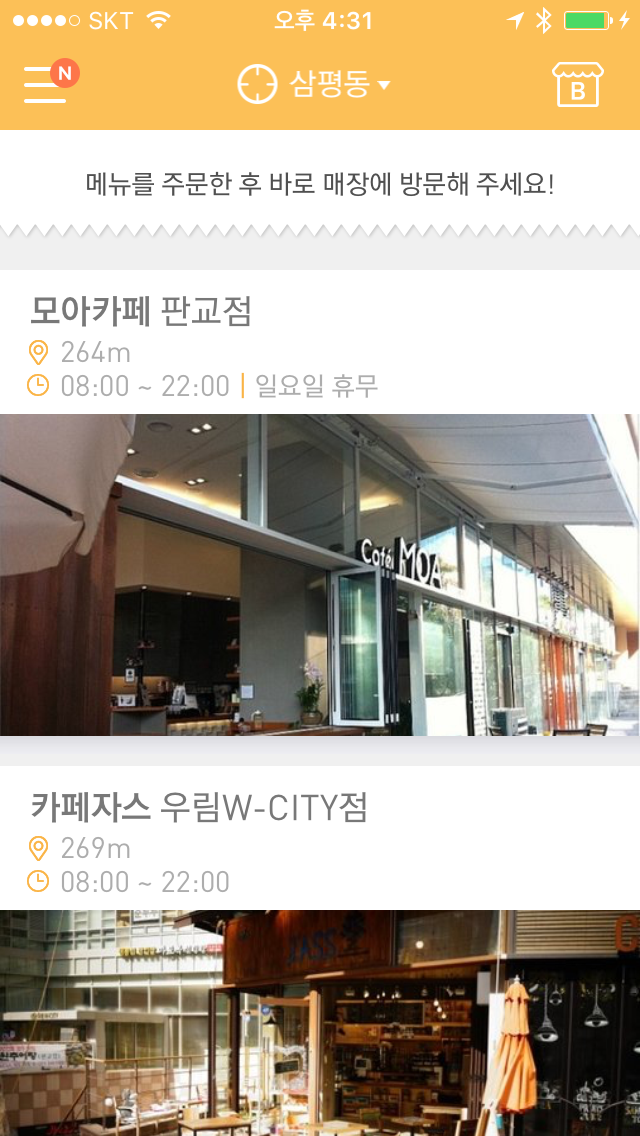 SKT
오후 4:31
N
삼평동
B
메뉴를 주문한 후 바로 매장에 방문해 주세요!
모아카페 판교점
264m
08:00 ~ 22:00 | 일요일 휴무
Café MOA
카페자스 우림W-CITY점
269m
08:00 ~ 22:00
JASS